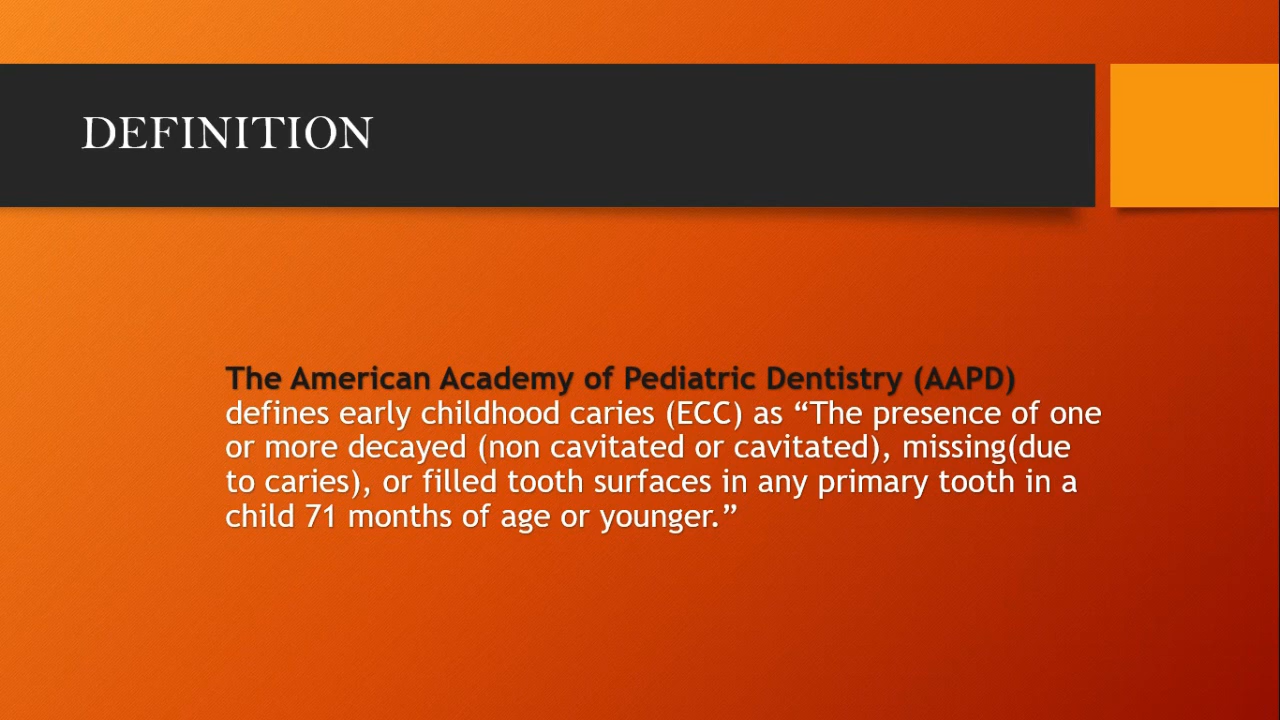 DEFINITION
The American Academy of Pediatric Dentistry (AAPD)
defines early childhood caries (ECC) as “The presence of one
or more decayed (non cavitated or cavitated), missing(due
to caries), or filled tooth surfaces in any primary tooth in a
child 71 months of age or younger.”